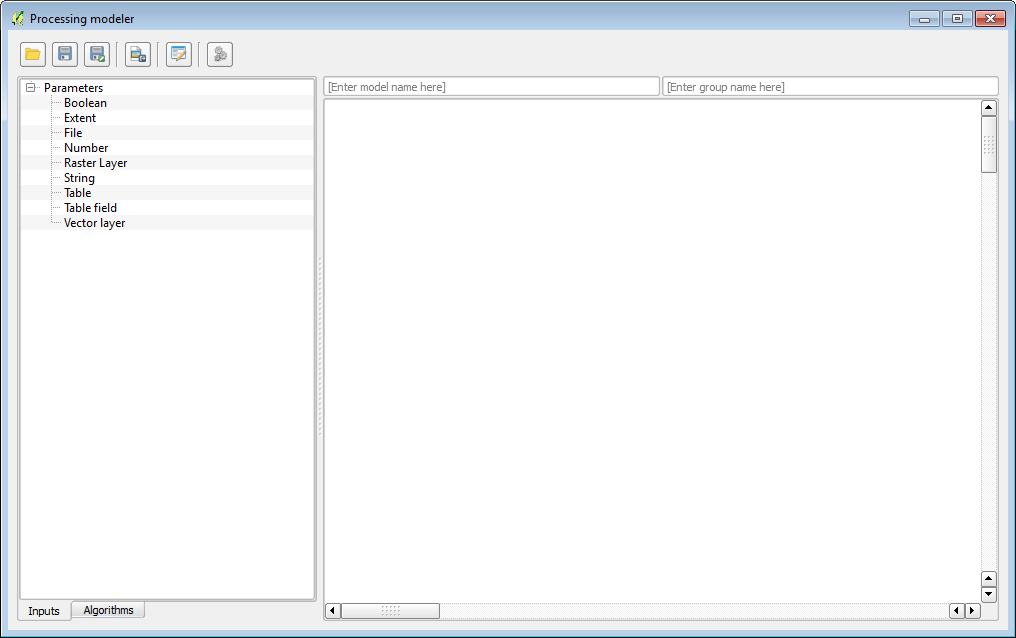 Processing modeler
[Enter model name here]
[Enter group name here]
Parameters
Boolean
Extent
File
Number
Raster Layer
String
Table
Table field
Vector layer
Inputs
Algorithms